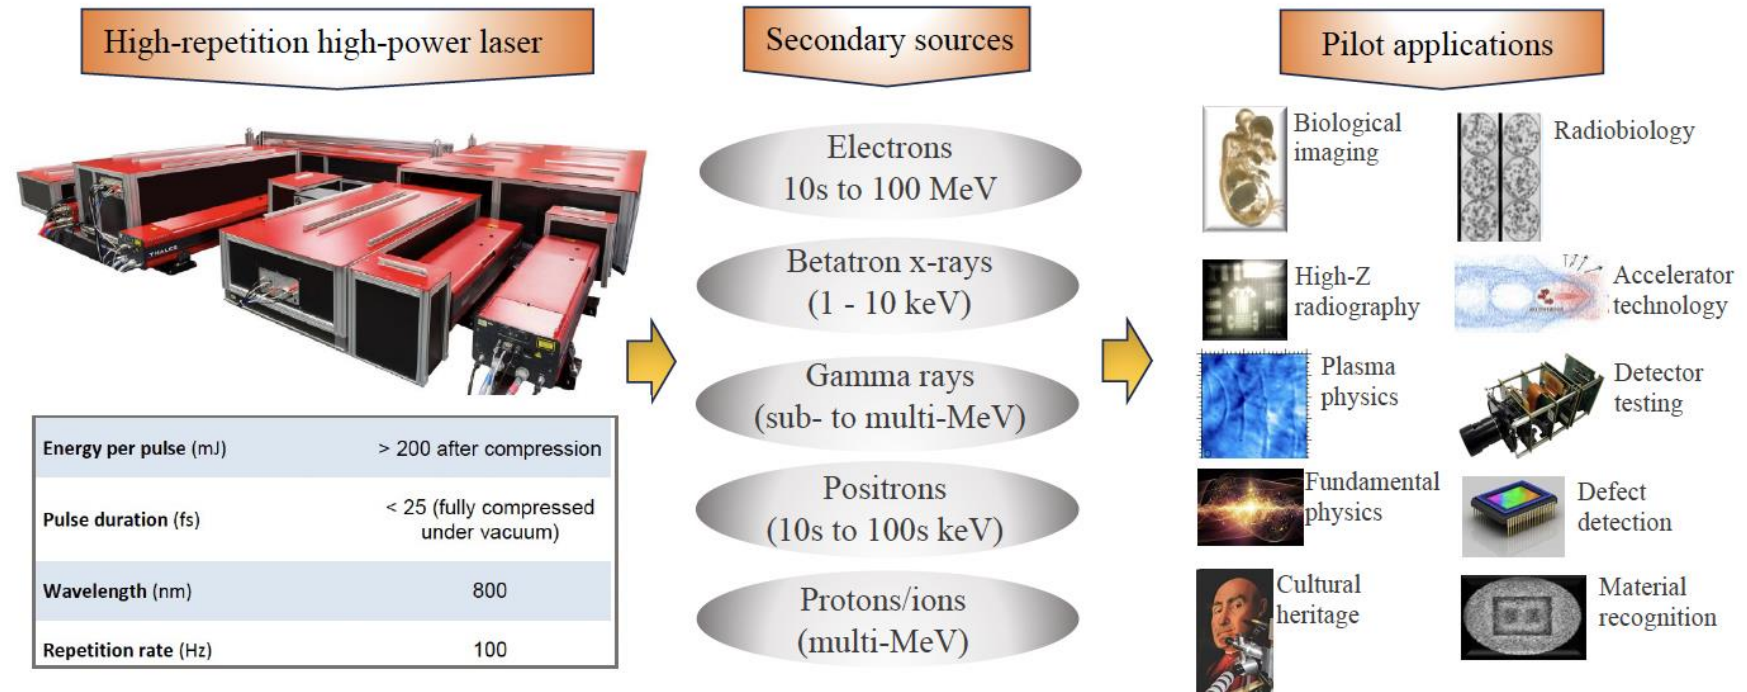 High-repetition high-power laser
THALES
Energy per pulse (mJ)
> 200 after compression
Pulse duration (fs)
< 25 (fully compressed
under vacuum)
Wavelength (nm)
800
Repetition rate (Hz)
100
Secondary sources
Electrons
10s to 100 MeV
Betatron x-rays
(1 - 10 keV)
Gamma rays
(sub- to multi-MeV)
Positrons
(10s to 100s keV)
Protons/ions
(multi-MeV)
Pilot applications
Biological
imaging
Radiobiology
High-Z
radiography
Accelerator
technology
Plasma
physics
Detector
testing
Fundamental
physics
Defect
detection
Cultural
heritage
Material
recognition